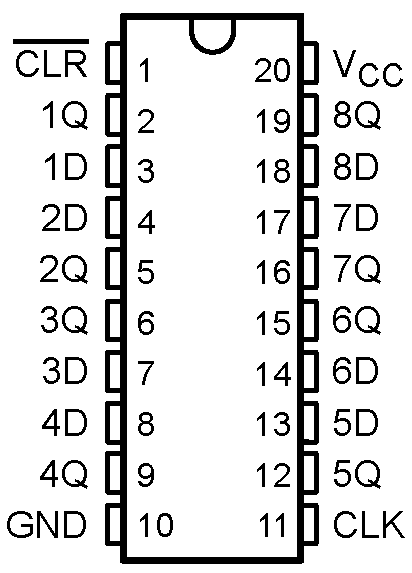 CLR 1 20 VCC
1Q 2 19 8Q
1D 3 18 8D
2D 4 17 7D
2Q 5 16 7Q
3Q 6 15 6Q
3D 7 14 6D
4D 8 13 5D
4Q 9 12 5Q
GND 10 11 CLK